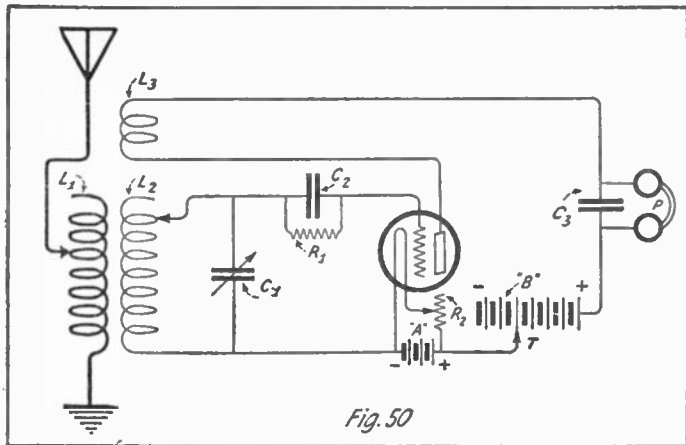 L3
L1
L2
C2
R1
C1
C3
P
- "B" +
R2
"A"
- +
T
Fig. 50